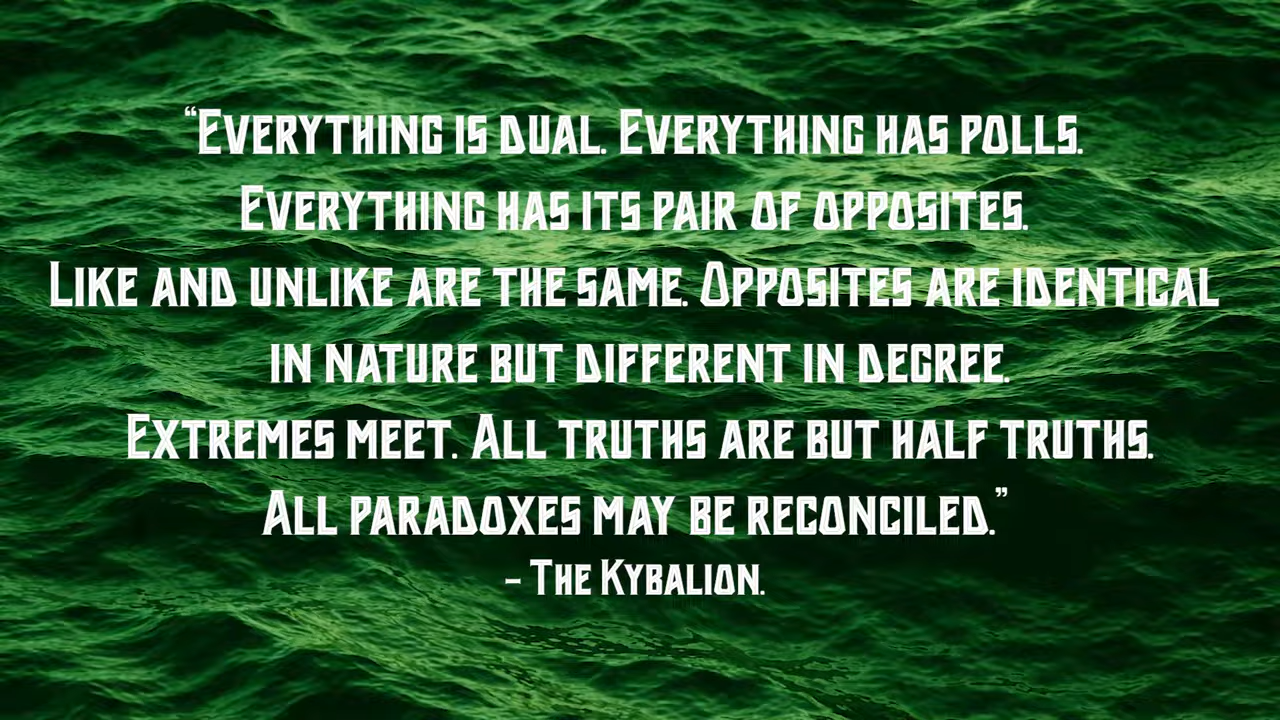 “Everything is dual. Everything has polls.
Everything has its pair of opposites.
Like and unlike are the same. Opposites are identical
in nature but different in degree.
Extremes meet. All truths are but half truths.
All paradoxes may be reconciled.”
- The Kybalion.